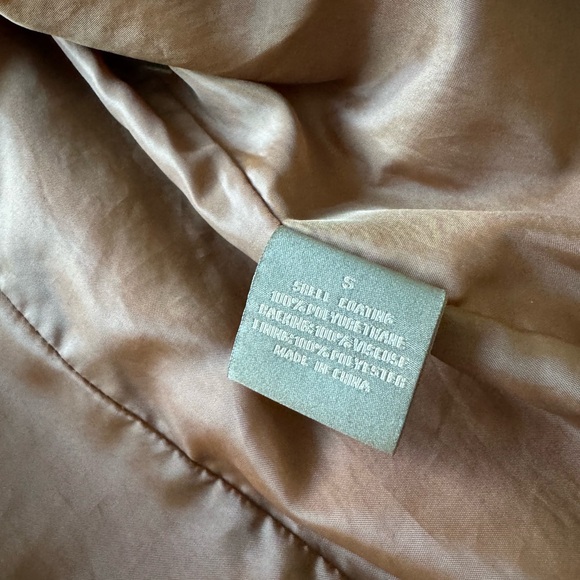 S
SHELL COATING:
100%POLYURETHANE
BACKING:100%VISCOSE
LINING:100%POLYESTER
MADE IN CHINA